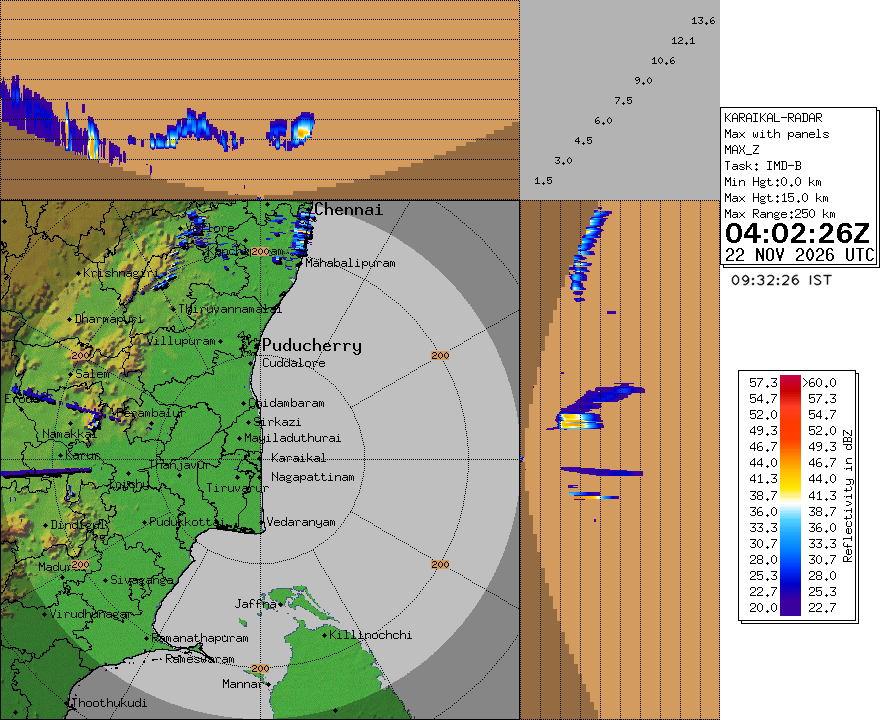 13.6
12.1
10.6
9.0
7.5
6.0
4.5
3.0
1.5
KARAIKAL-RADAR
Max with panels
MAX_Z
Task: IMD-B
Min Hgt:0.0 km
Max Hgt:15.0 km
Max Range:250 km
04:02:26Z
22 NOV 2026 UTC
09:32:26 IST
Chennai
200
Mahabalipuram
Krishnagiri
Thiruvannamalai
Dharmapuri
Villupuram
Puducherry
200
200
Cuddalore
Salem
Chidambaram
Perambalur
Sirkazi
Namakkal
Mayiladuthurai
Karur
Karaikal
Thanjavur
Nagapattinam
Tiruvarur
Dindigul
Pudukkottai
Vedaranyam
200
200
Sivaganga
Jaffna
Virudhunagar
Killinochchi
Ramanathapuram
Rameswaram
200
Mannar
Thoothukudi
57.3 >60.0
54.7 57.3
52.0 54.7
49.3 52.0
46.7 49.3
44.0 46.7
41.3 44.0
38.7 41.3
36.0 38.7
33.3 36.0
30.7 33.3
28.0 30.7
25.3 28.0
22.7 25.3
20.0 22.7
Reflectivity in dBZ